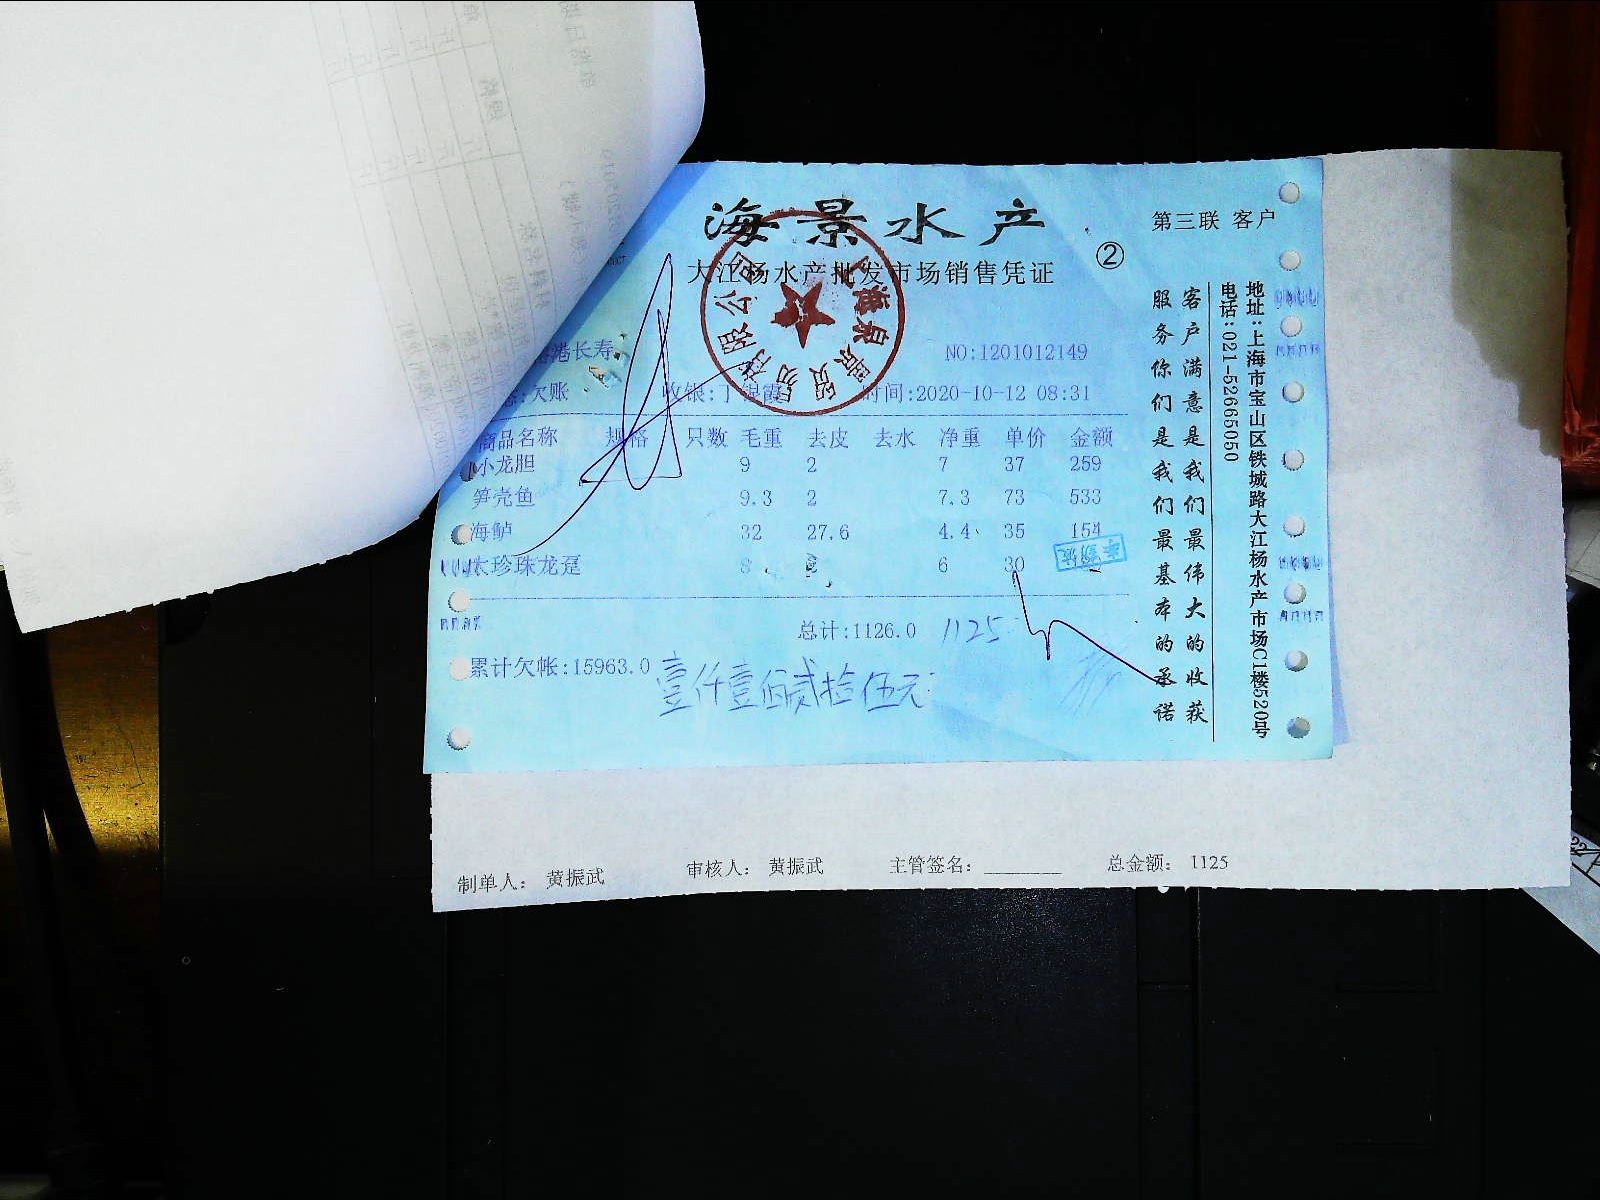 海景水产
② 第三联 客户
大江杨水产批发市场销售凭证
港长寿
NO:1201012149
欠账 收银:丁 霞 时间:2020-10-12 08:31
商品名称 规格 只数 毛重 去皮 去水 净重 单价 金额
小龙胆 9 2 7 37 259
笋壳鱼 9.3 2 7.3 73 533
海鲈 32 27.6 4.4 35 154
大珍珠龙趸 8 2 6 30
总计:1126.0 1125
累计欠帐:15963.0 壹仟壹佰贰拾伍元
客户满意是我们最伟大的收获
服务你们是我们最基本的承诺
地址:上海市宝山区铁城路大江杨水产市场C1楼520号
电话:021-52665050
制单人: 黄振武 审核人: 黄振武 主管签名: 总金额: 1125